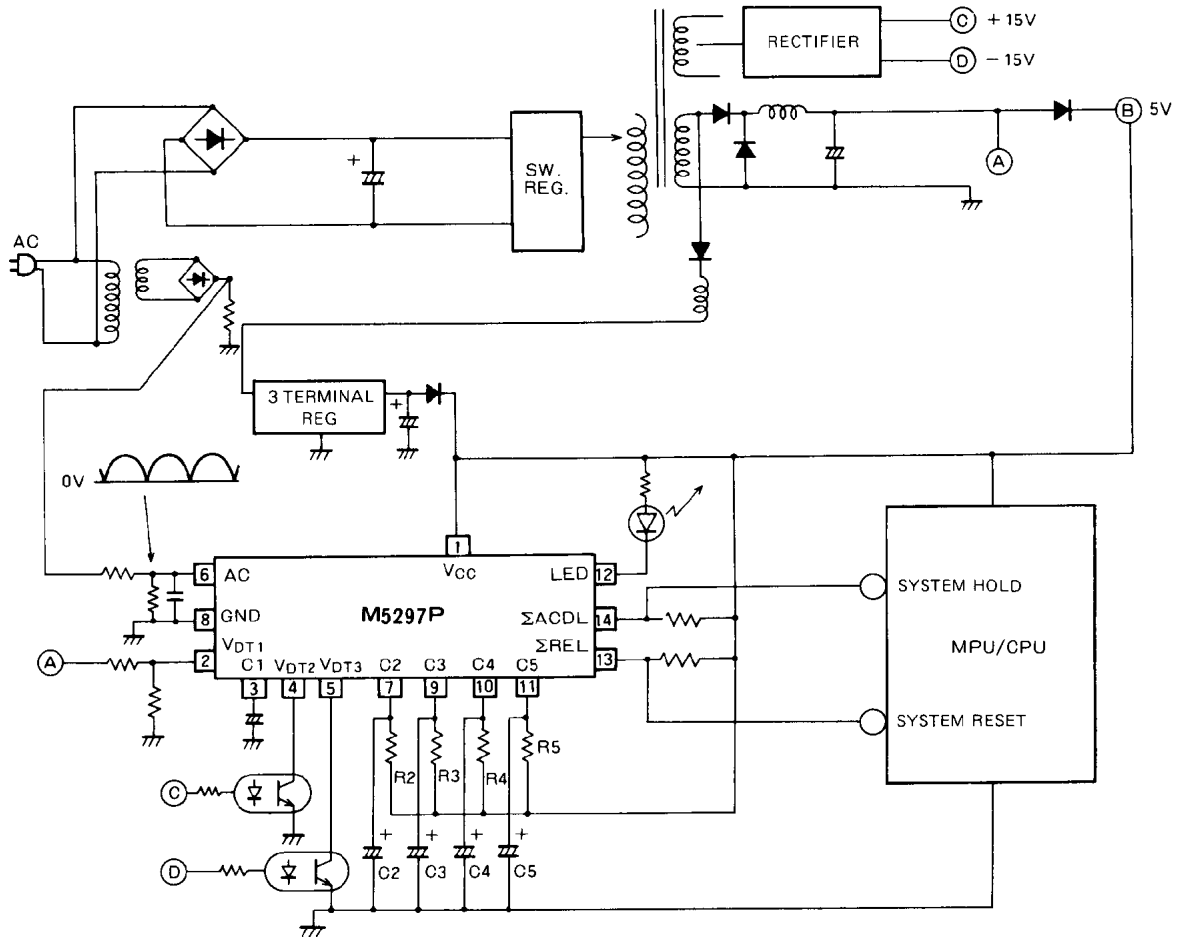 C +15V
RECTIFIER
D −15V
B 5V
A
SW.
REG.
AC
3 TERMINAL
REG
0V
1
VCC
6 AC
LED 12
8 GND
M5297P
ΣACDL 14
VDT1
2
ΣREL 13
C1 VDT2 VDT3 C2 C3 C4 C5
3 4 5 7 9 10 11
A
SYSTEM HOLD
MPU/CPU
SYSTEM RESET
R2 R3 R4 R5
C
+ + + +
D
C2 C3 C4 C5
+
+